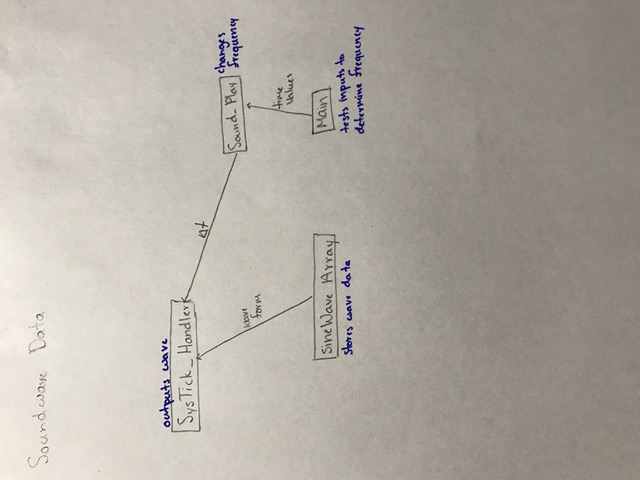 Soundwave Data
outputs wave
SysTick_Handler
Δt
Sound_Play
changes
frequency
wave
form
time
values
SineWave Array
stores wave data
Main
tests inputs to
determine frequency